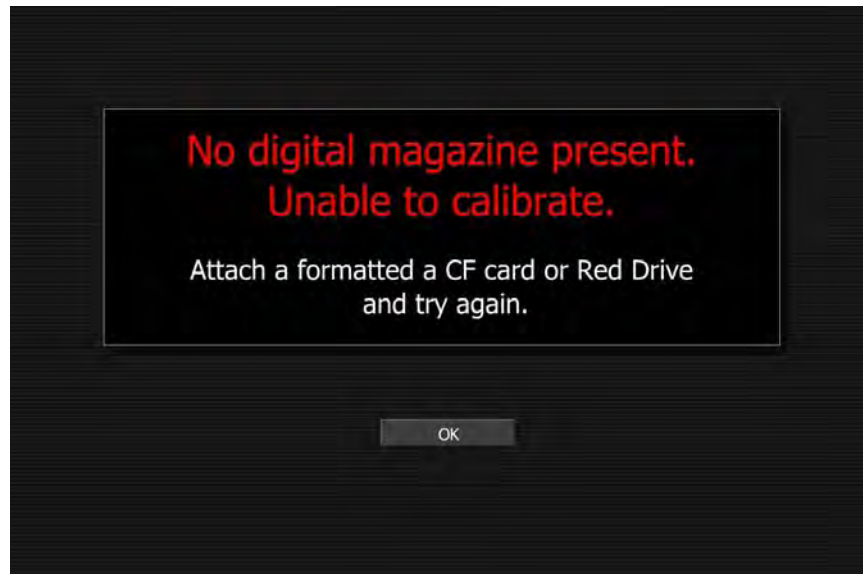 No digital magazine present.
Unable to calibrate.
Attach a formatted a CF card or Red Drive
and try again.
OK